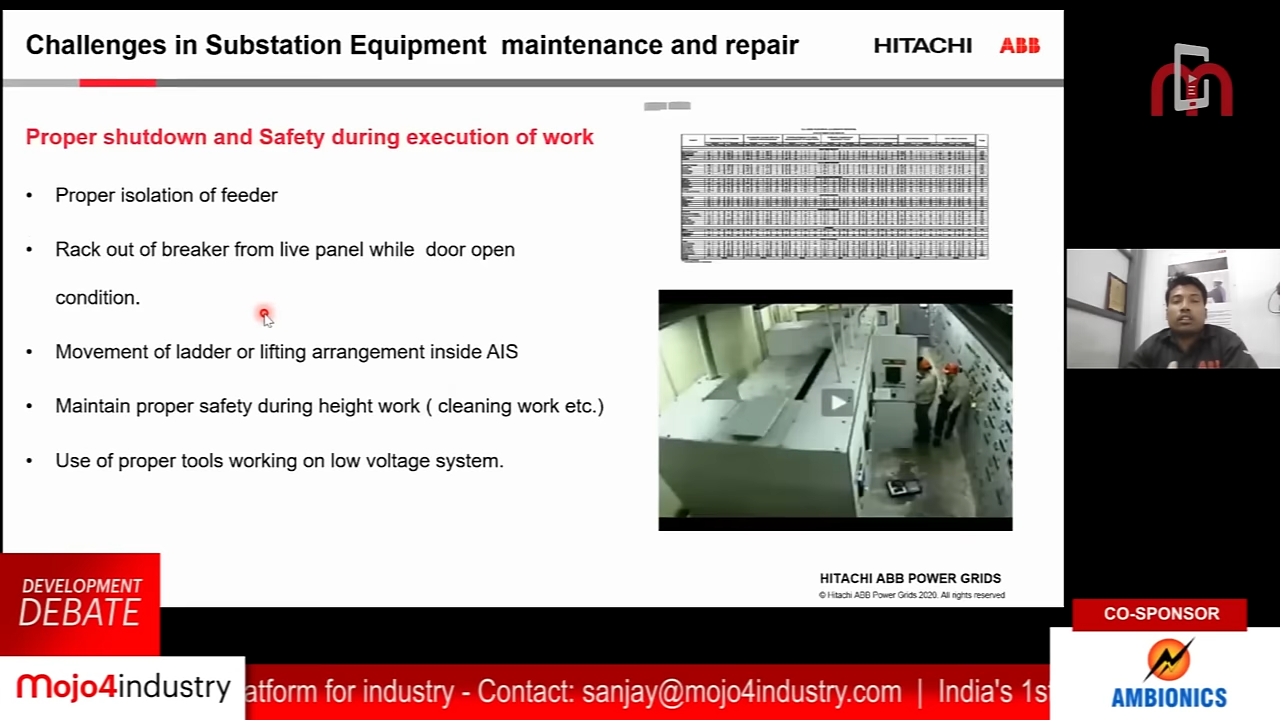 Challenges in Substation Equipment maintenance and repair
HITACHI ABB
Proper shutdown and Safety during execution of work
• Proper isolation of feeder
• Rack out of breaker from live panel while door open
condition.
• Movement of ladder or lifting arrangement inside AIS
• Maintain proper safety during height work ( cleaning work etc.)
• Use of proper tools working on low voltage system.
HITACHI ABB POWER GRIDS
© Hitachi ABB Power Grids 2020. All rights reserved
DEVELOPMENT
DEBATE
CO-SPONSOR
AMBIONICS
mojo4industry
atform for industry - Contact: sanjay@mojo4industry.com | India's 1st